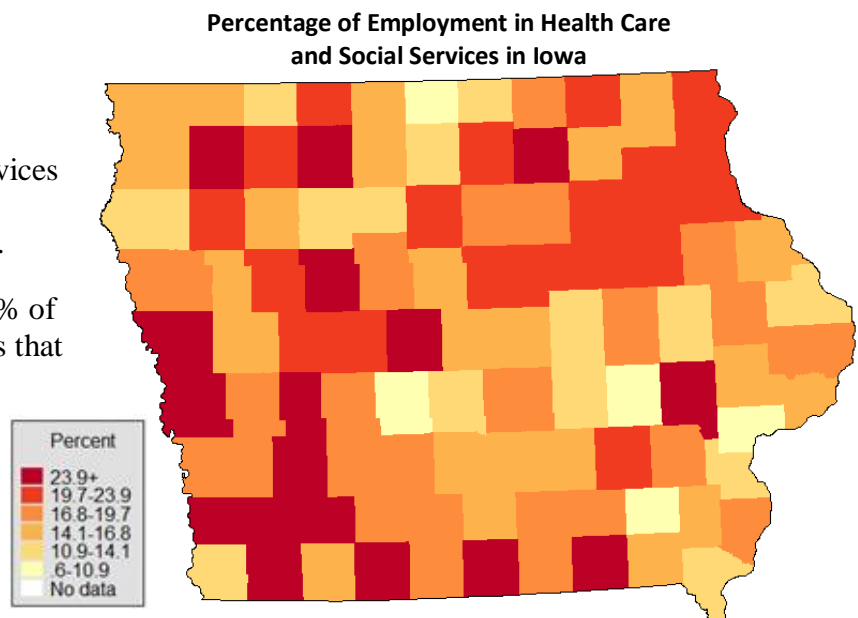 Percentage of Employment in Health Care
and Social Services in Iowa
vices
.
% of
s that
Percent
23.9+
19.7-23.9
16.8-19.7
14.1-16.8
10.9-14.1
.6-10.9
No data